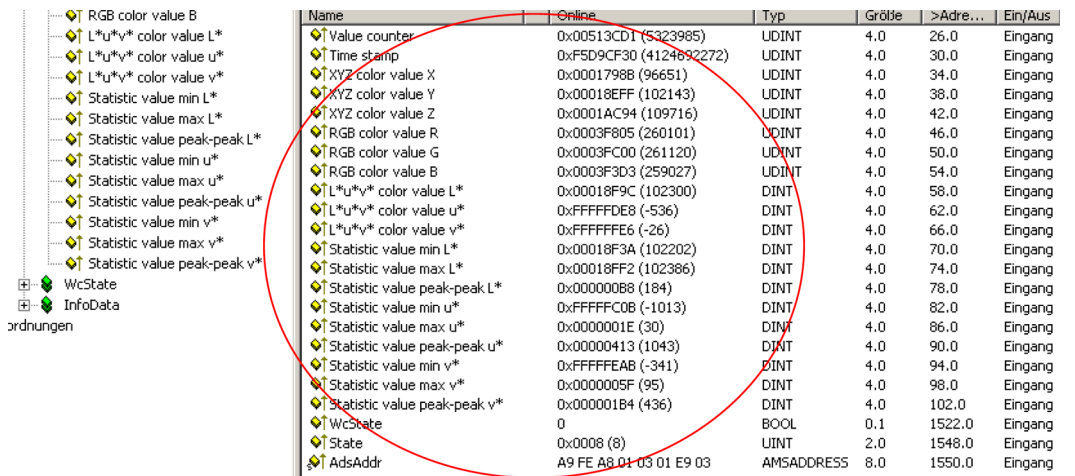 RGB color value B
L*u*v* color value L*
L*u*v* color value u*
L*u*v* color value v*
Statistic value min L*
Statistic value max L*
Statistic value peak-peak L*
Statistic value min u*
Statistic value max u*
Statistic value peak-peak u*
Statistic value min v*
Statistic value max v*
Statistic value peak-peak v*
WcState
InfoData
ordnungen
Name Online Typ Größe >Adre... Ein/Aus
Value counter 0x00513CD1 (5323985) UDINT 4.0 26.0 Eingang
Time stamp 0xF5D9CF30 (4124692272) UDINT 4.0 30.0 Eingang
XYZ color value X 0x0001798B (96651) UDINT 4.0 34.0 Eingang
XYZ color value Y 0x00018EFF (102143) UDINT 4.0 38.0 Eingang
XYZ color value Z 0x0001AC94 (109716) UDINT 4.0 42.0 Eingang
RGB color value R 0x0003F805 (260101) UDINT 4.0 46.0 Eingang
RGB color value G 0x0003FC00 (261120) UDINT 4.0 50.0 Eingang
RGB color value B 0x0003F3D3 (259027) UDINT 4.0 54.0 Eingang
L*u*v* color value L* 0x00018F9C (102300) DINT 4.0 58.0 Eingang
L*u*v* color value u* 0xFFFFFDE8 (-536) DINT 4.0 62.0 Eingang
L*u*v* color value v* 0xFFFFFFE6 (-26) DINT 4.0 66.0 Eingang
Statistic value min L* 0x00018F3A (102202) DINT 4.0 70.0 Eingang
Statistic value max L* 0x00018FF2 (102386) DINT 4.0 74.0 Eingang
Statistic value peak-peak L* 0x000000B8 (184) DINT 4.0 78.0 Eingang
Statistic value min u* 0xFFFFFC0B (-1013) DINT 4.0 82.0 Eingang
Statistic value max u* 0x0000001E (30) DINT 4.0 86.0 Eingang
Statistic value peak-peak u* 0x00000413 (1043) DINT 4.0 90.0 Eingang
Statistic value min v* 0xFFFFFEAB (-341) DINT 4.0 94.0 Eingang
Statistic value max v* 0x0000005F (95) DINT 4.0 98.0 Eingang
Statistic value peak-peak v* 0x000001B4 (436) DINT 4.0 102.0 Eingang
WcState 0 BOOL 0.1 1522.0 Eingang
State 0x0008 (8) UINT 2.0 1548.0 Eingang
AdsAddr A9 FE A8 01 03 01 E9 03 AMSADDRESS 8.0 1550.0 Eingang